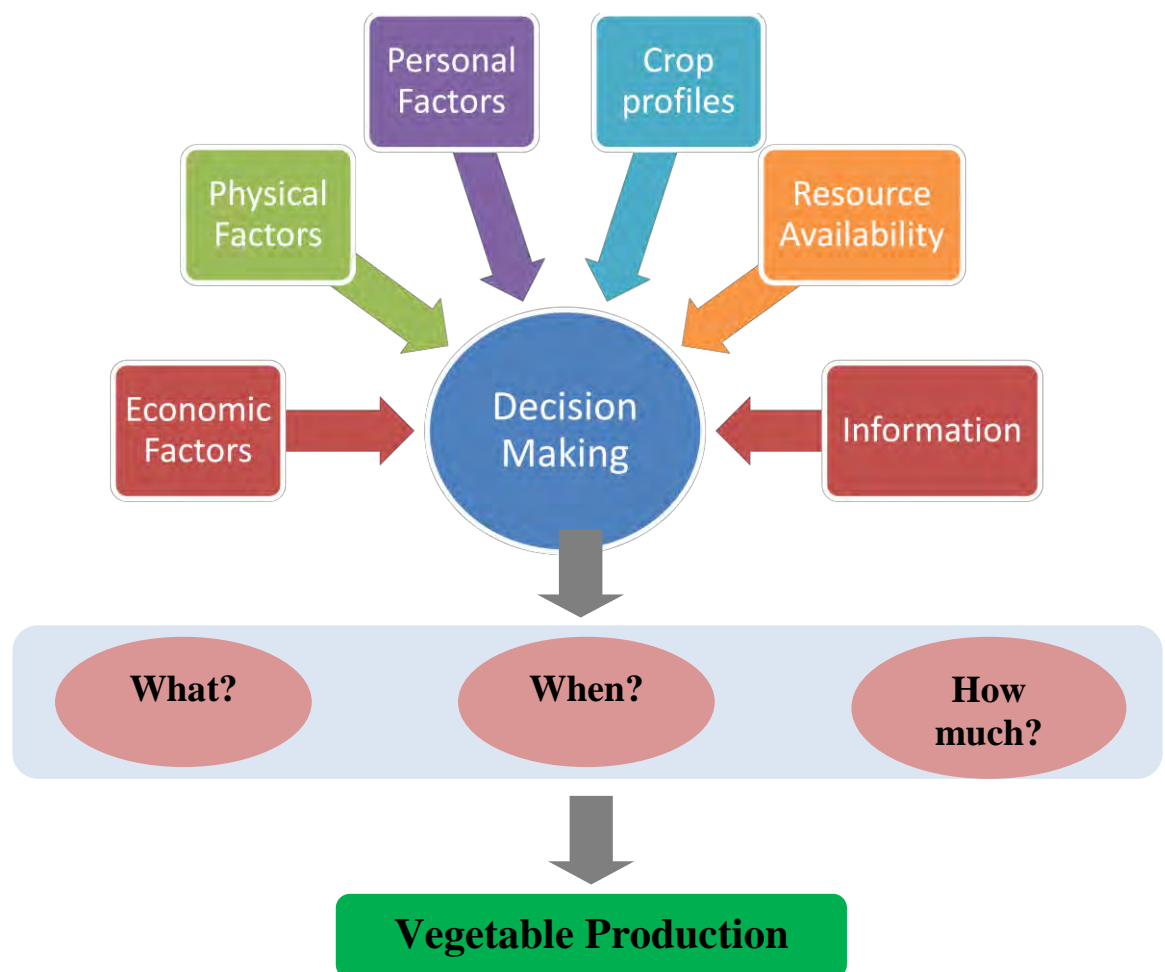 Personal
Factors
Crop
profiles
Physical
Factors
Resource
Availability
Economic
Factors
Decision
Making
Information
What?
When?
How
much?
Vegetable Production